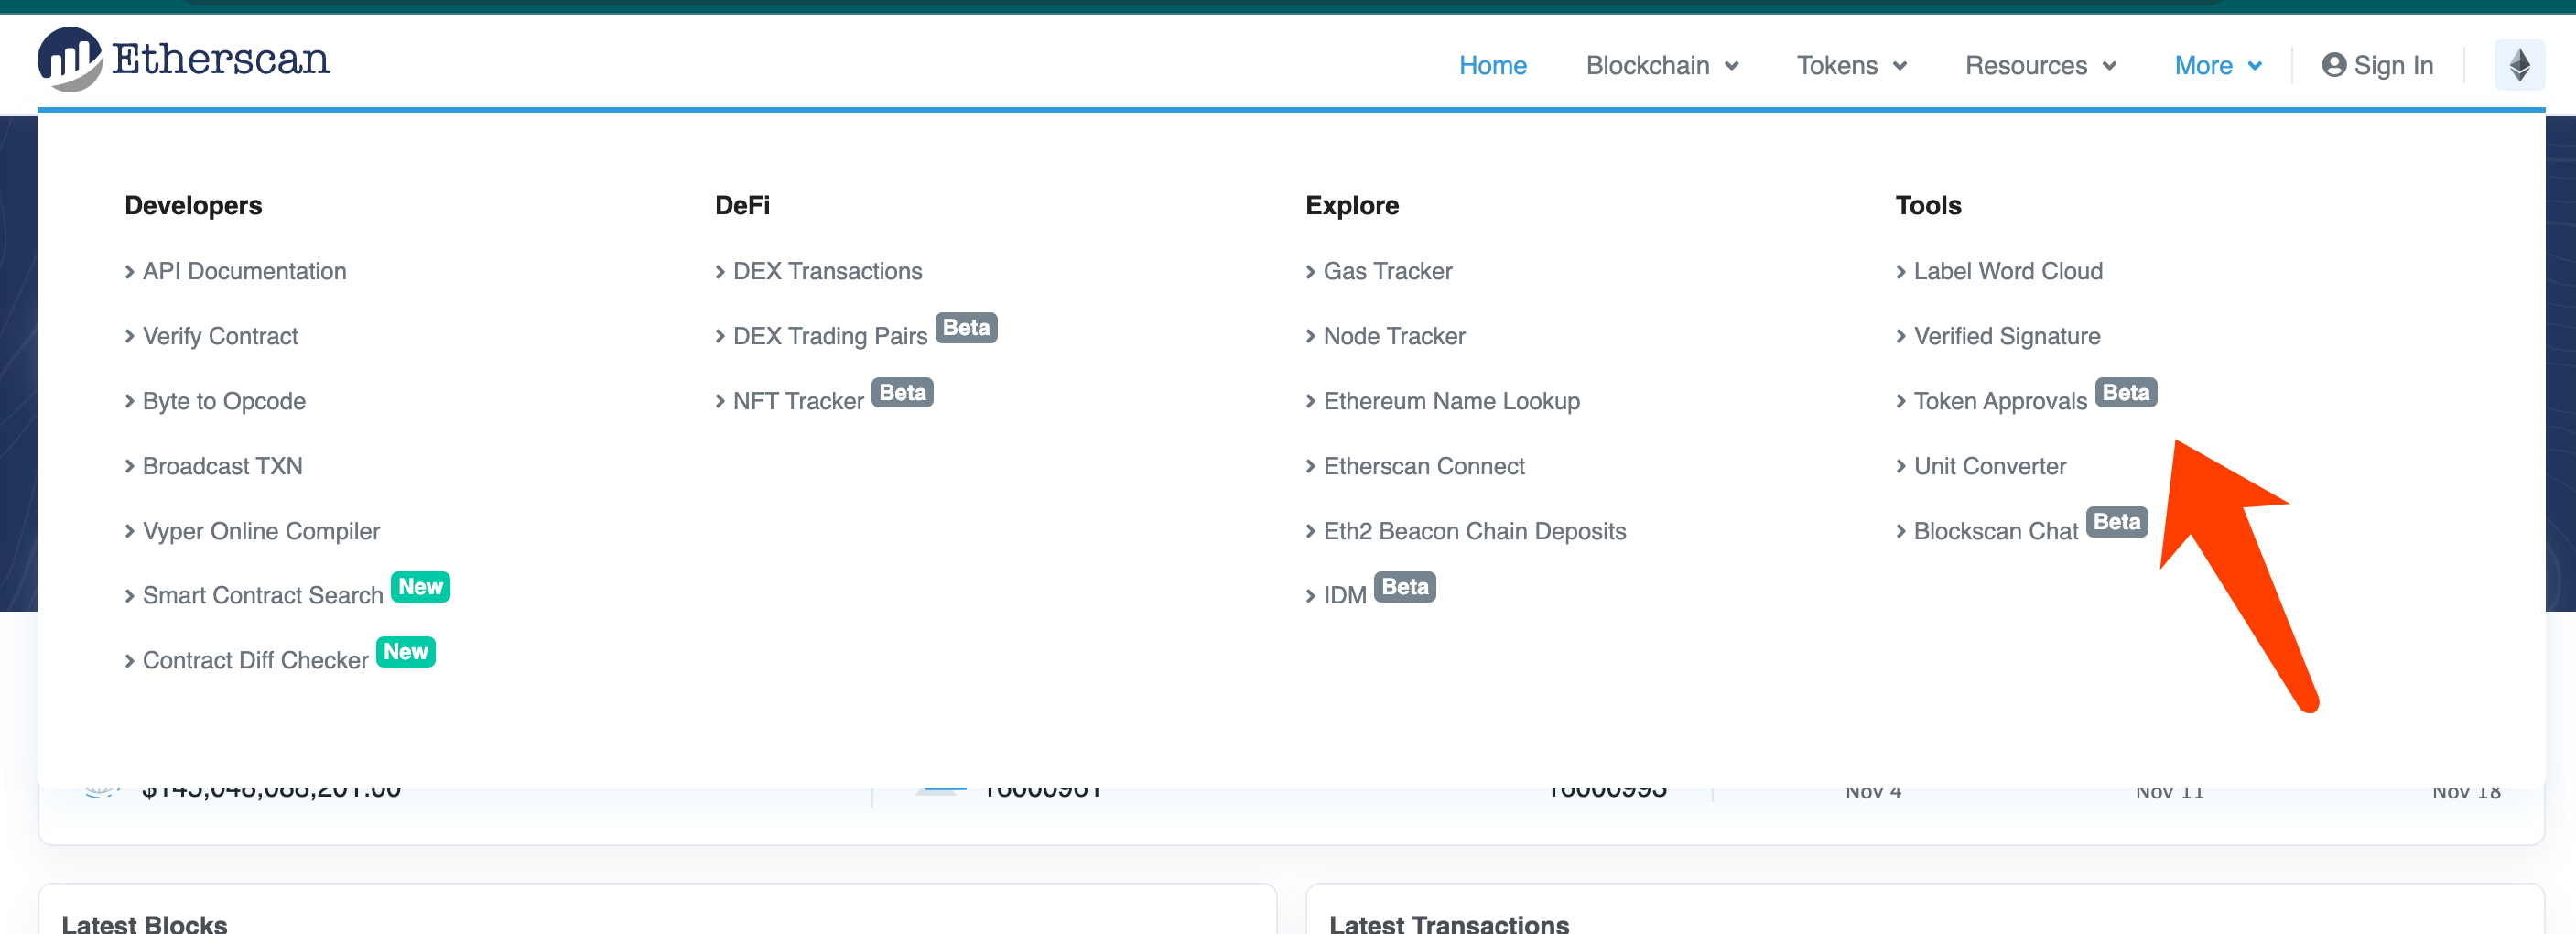 Etherscan
Home Blockchain Tokens Resources More Sign In
Developers
API Documentation
Verify Contract
Byte to Opcode
Broadcast TXN
Vyper Online Compiler
Smart Contract Search New
Contract Diff Checker New
DeFi
DEX Transactions
DEX Trading Pairs Beta
NFT Tracker Beta
Explore
Gas Tracker
Node Tracker
Ethereum Name Lookup
Etherscan Connect
Eth2 Beacon Chain Deposits
IDM Beta
Tools
Label Word Cloud
Verified Signature
Token Approvals Beta
Unit Converter
Blockscan Chat Beta
Nov 4 Nov 11 Nov 18
Latest Blocks
Latest Transactions